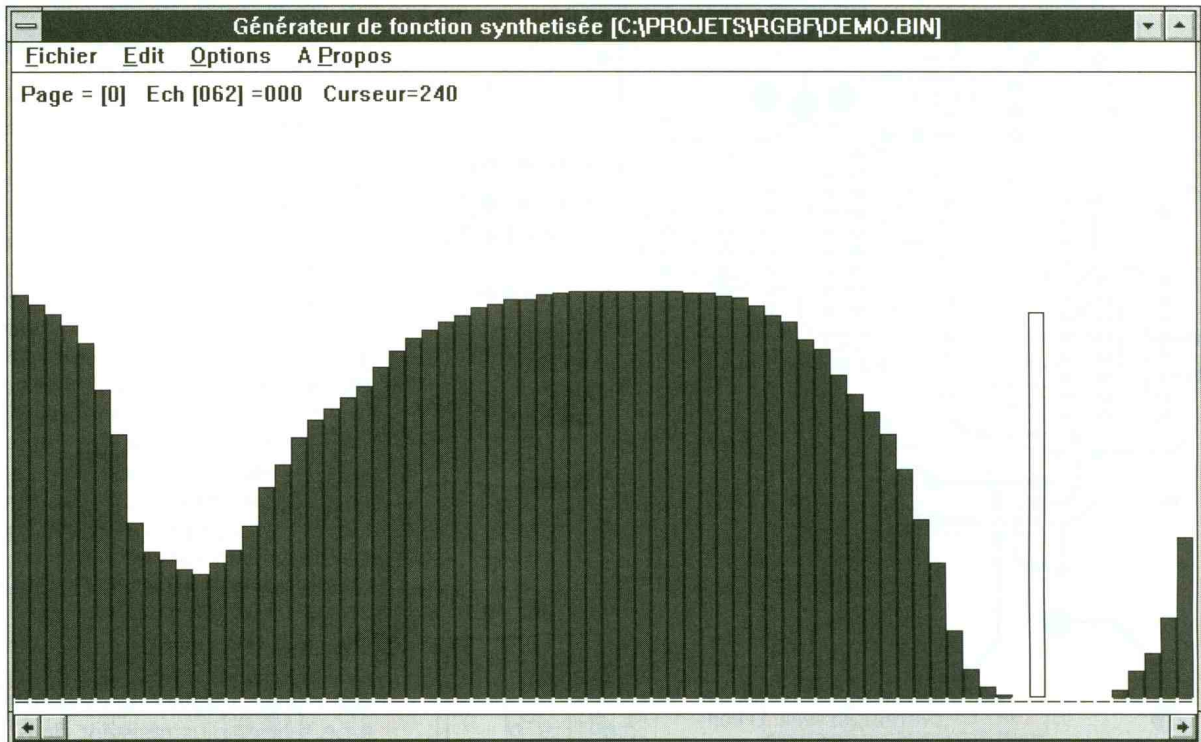 Générateur de fonction synthetisée [C:\PROJETS\RGBF\DEMO.BIN]
Fichier Edit Options A Propos
Page = [0] Ech [062] =000 Curseur=240